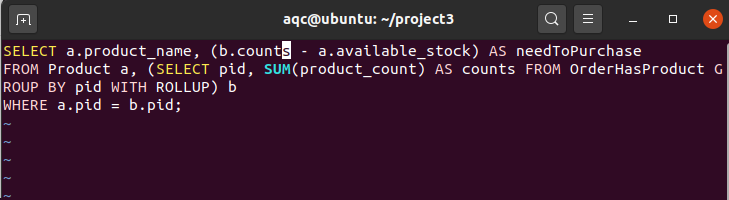 aqc@ubuntu: ~/project3
SELECT a.product_name, (b.counts - a.available_stock) AS needToPurchase
FROM Product a, (SELECT pid, SUM(product_count) AS counts FROM OrderHasProduct G
ROUP BY pid WITH ROLLUP) b
WHERE a.pid = b.pid;
~
~
~
~
~